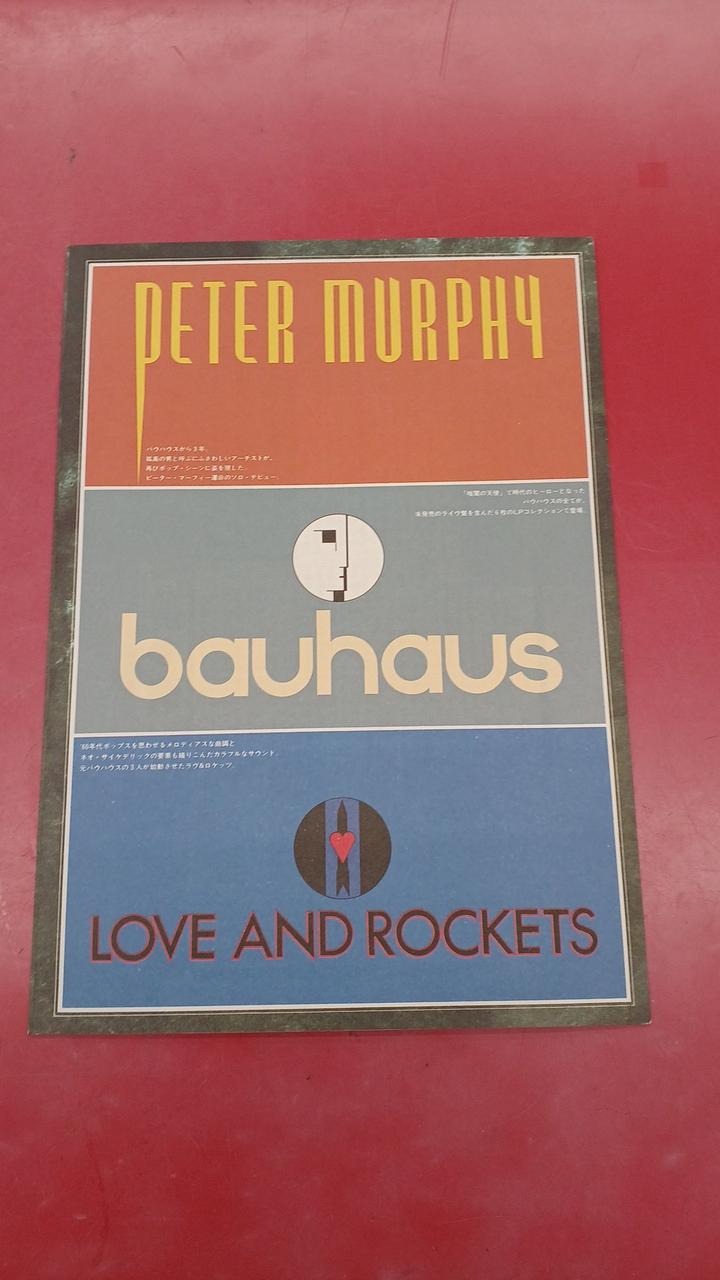 PETER MURPHY
バウハウスから3年。
孤高の男と呼ぶにふさわしいアーチストが、
再びポップ・シーンに姿を現した。
ピーター・マーフィー運命のソロ・デビュー。
「暗闇の天使」で時代のヒーローとなった
バウハウスの全てが、
未発売のライヴ盤を含んだ6枚のLPコレクションで登場。
bauhaus
'60年代ポップスを思わせるメロディアスな曲調と
ネオ・サイケデリックの要素も織りこんだカラフルなサウンド。
元バウハウスの3人が始動させたラヴ&ロケッツ。
LOVE AND ROCKETS